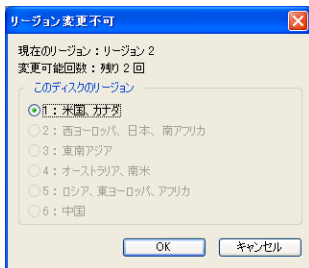 リージョン変更不可
現在のリージョン：リージョン 2
変更可能回数：残り 2 回
このディスクのリージョン
1：米国、カナダ
2：西ヨーロッパ、日本、南アフリカ
3：東南アジア
4：オーストラリア、南米
5：ロシア、東ヨーロッパ、アフリカ
6：中国
OK キャンセル